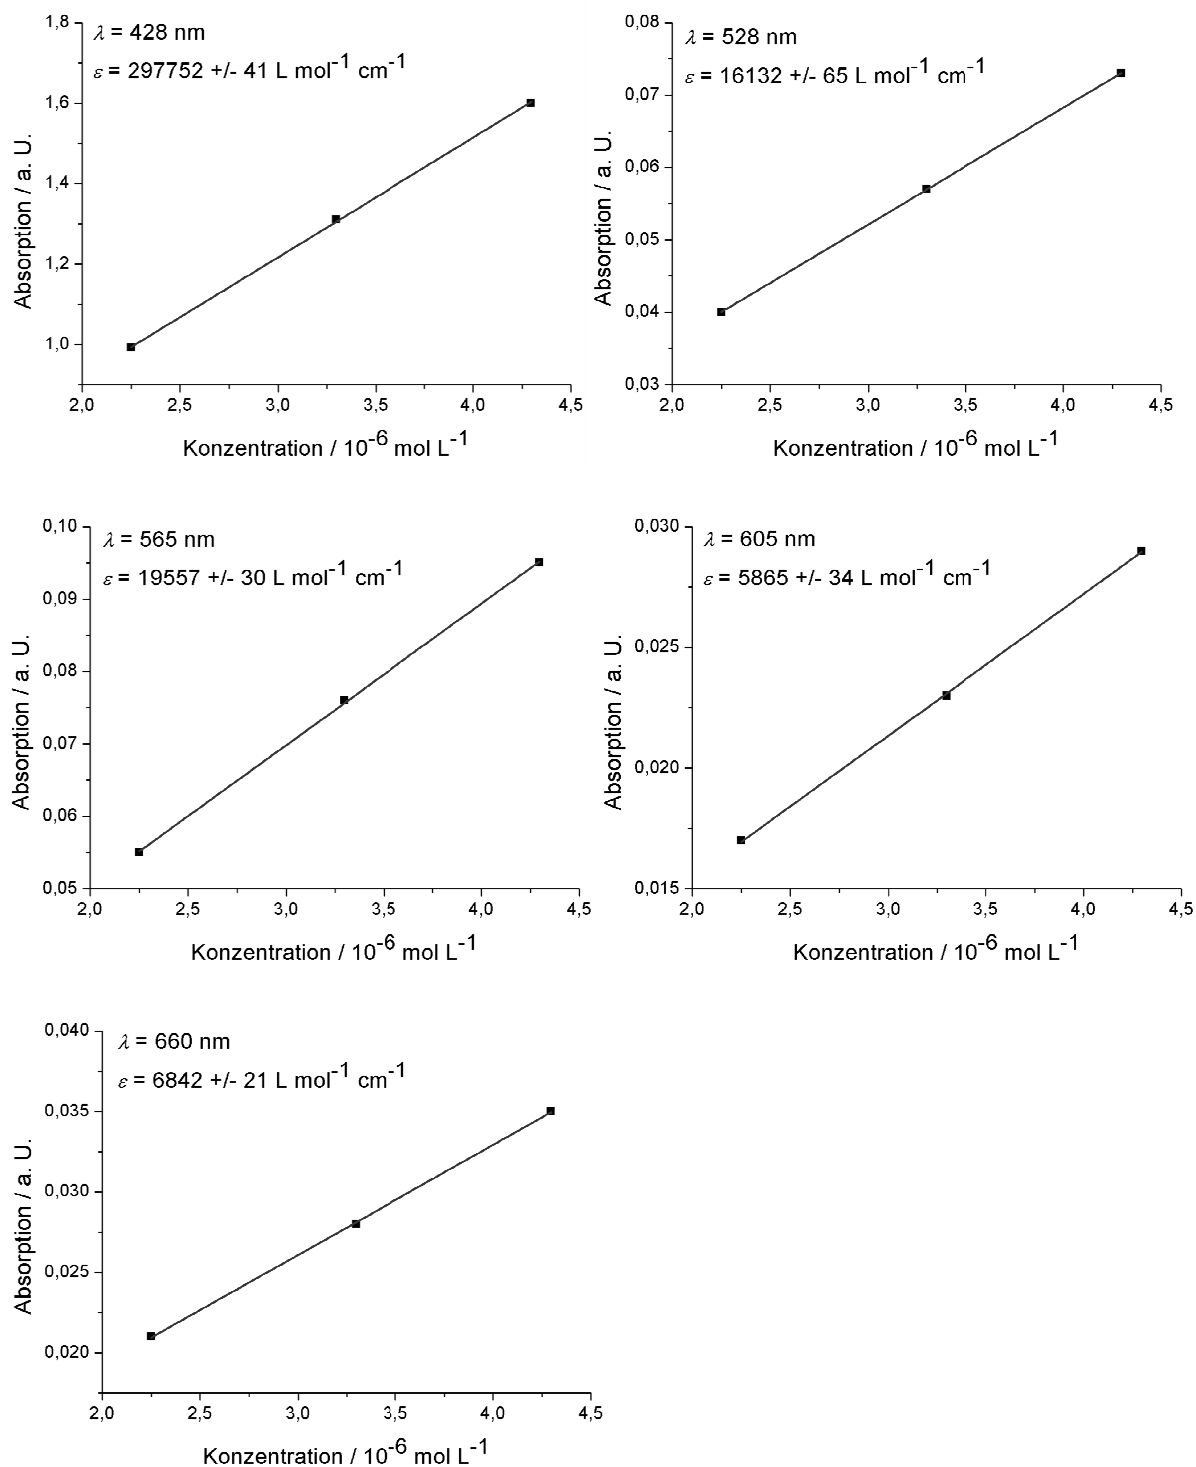 λ = 428 nm
ε = 297752 +/- 41 L mol⁻¹ cm⁻¹
1,8
1,6
1,4
1,2
1,0
Absorption / a. U.
2,0 2,5 3,0 3,5 4,0 4,5
Konzentration / 10⁻⁶ mol L⁻¹
λ = 528 nm
ε = 16132 +/- 65 L mol⁻¹ cm⁻¹
0,08
0,07
0,06
0,05
0,04
0,03
Absorption / a. U.
2,0 2,5 3,0 3,5 4,0 4,5
Konzentration / 10⁻⁶ mol L⁻¹
λ = 565 nm
ε = 19557 +/- 30 L mol⁻¹ cm⁻¹
0,10
0,09
0,08
0,07
0,06
0,05
Absorption / a. U.
2,0 2,5 3,0 3,5 4,0 4,5
Konzentration / 10⁻⁶ mol L⁻¹
λ = 605 nm
ε = 5865 +/- 34 L mol⁻¹ cm⁻¹
0,030
0,025
0,020
0,015
Absorption / a. U.
2,0 2,5 3,0 3,5 4,0 4,5
Konzentration / 10⁻⁶ mol L⁻¹
λ = 660 nm
ε = 6842 +/- 21 L mol⁻¹ cm⁻¹
0,040
0,035
0,030
0,025
0,020
Absorption / a. U.
2,0 2,5 3,0 3,5 4,0 4,5
Konzentration / 10⁻⁶ mol L⁻¹